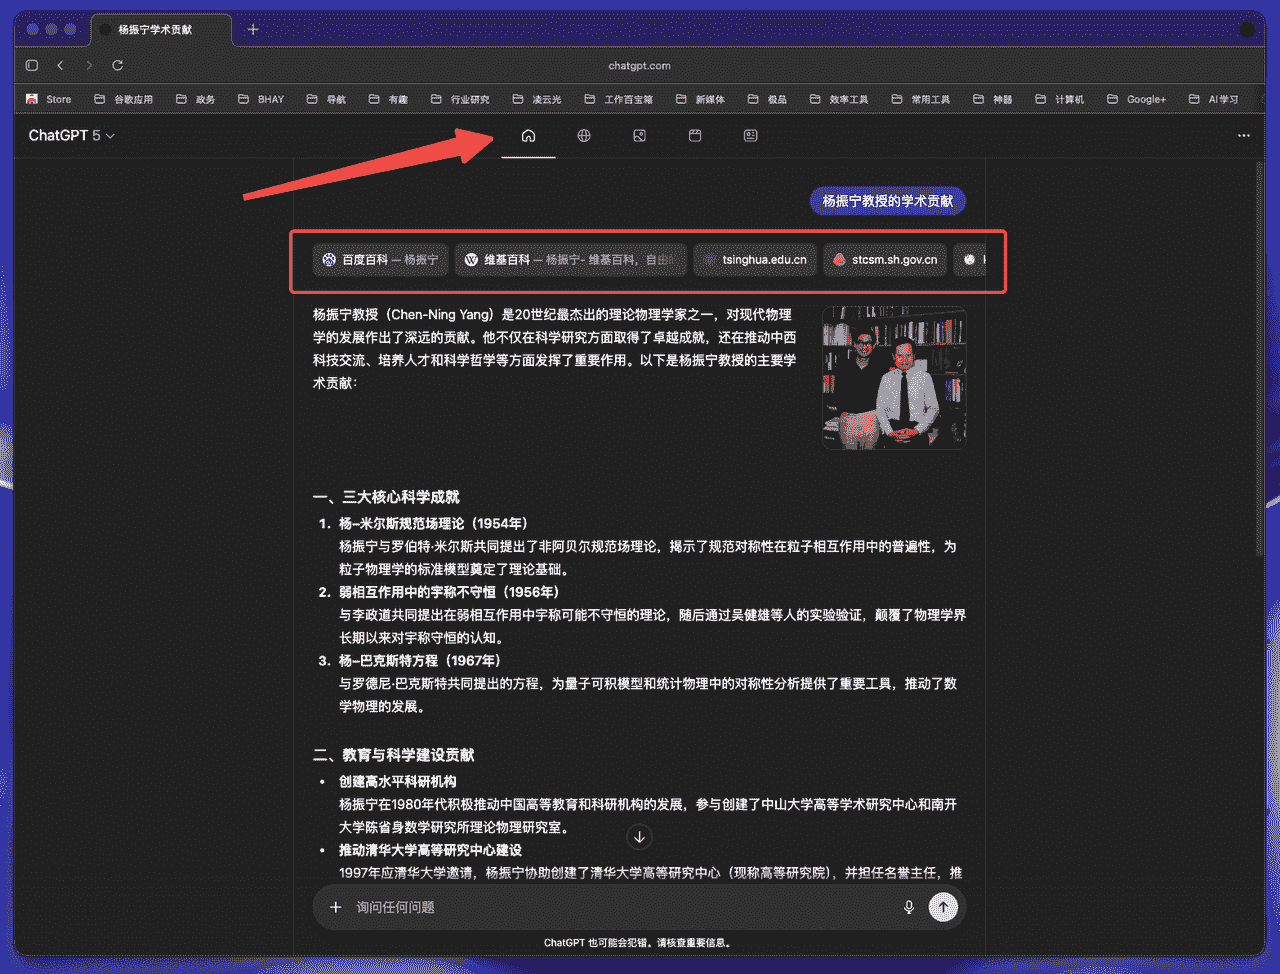 杨振宁学术贡献
chatgpt.com
Store 谷歌应用 政务 BHAY 导航 有趣 行业研究 凌云光 工作百宝箱 新媒体 极品 效率工具 常用工具 神器 计算机 Google+ AI学习
ChatGPT 5
杨振宁教授的学术贡献
百度百科 — 杨振宁 维基百科 — 杨振宁- 维基百科，自由 tsinghua.edu.cn stcsm.sh.gov.cn
杨振宁教授（Chen-Ning Yang）是20世纪最杰出的理论物理学家之一，对现代物理
学的发展作出了深远的贡献。他不仅在科学研究方面取得了卓越成就，还在推动中西
科技交流、培养人才和科学哲学等方面发挥了重要作用。以下是杨振宁教授的主要学
术贡献：
一、三大核心科学成就
1. 杨–米尔斯规范场理论（1954年）
杨振宁与罗伯特·米尔斯共同提出了非阿贝尔规范场理论，揭示了规范对称性在粒子相互作用中的普遍性，为
粒子物理学的标准模型奠定了理论基础。
2. 弱相互作用中的宇称不守恒（1956年）
与李政道共同提出在弱相互作用中宇称可能不守恒的理论，随后通过吴健雄等人的实验验证，颠覆了物理学界
长期以来对宇称守恒的认知。
3. 杨–巴克斯特方程（1967年）
与罗德尼·巴克斯特共同提出的方程，为量子可积模型和统计物理中的对称性分析提供了重要工具，推动了数
学物理的发展。
二、教育与科学建设贡献
• 创建高水平科研机构
杨振宁在1980年代积极推动中国高等教育和科研机构的发展，参与创建了中山大学高等学术研究中心和南开
大学陈省身数学研究所理论物理研究室。
• 推动清华大学高等研究中心建设
1997年应清华大学邀请，杨振宁协助创建了清华大学高等研究中心（现称高等研究院），并担任名誉主任，推
询问任何问题
ChatGPT 也可能会犯错。请核查重要信息。